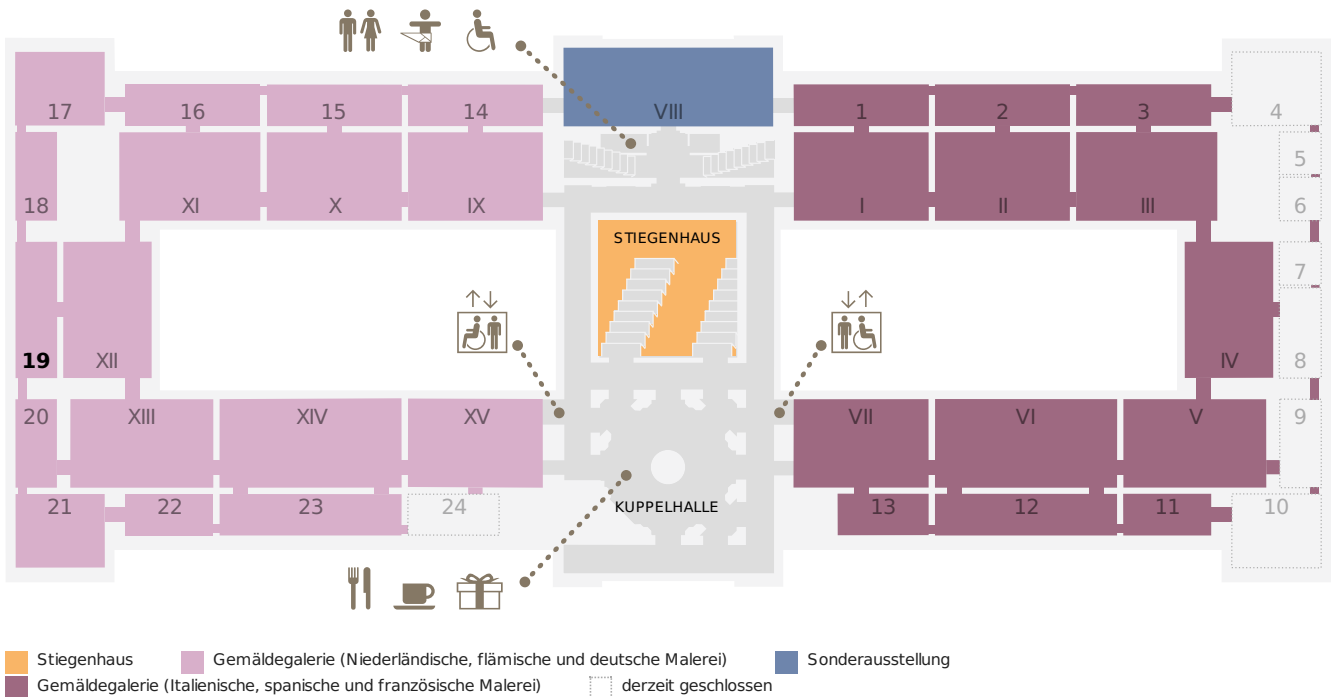 17 16 15 14 VIII 1 2 3 4
5
18 XI X IX I II III 6
STIEGENHAUS
7
19 XII IV 8
20 XIII XIV XV VII VI V 9
21 22 23 24 KUPPELHALLE 13 12 11 10
Stiegenhaus Gemäldegalerie (Niederländische, flämische und deutsche Malerei) Sonderausstellung
Gemäldegalerie (Italienische, spanische und französische Malerei) derzeit geschlossen